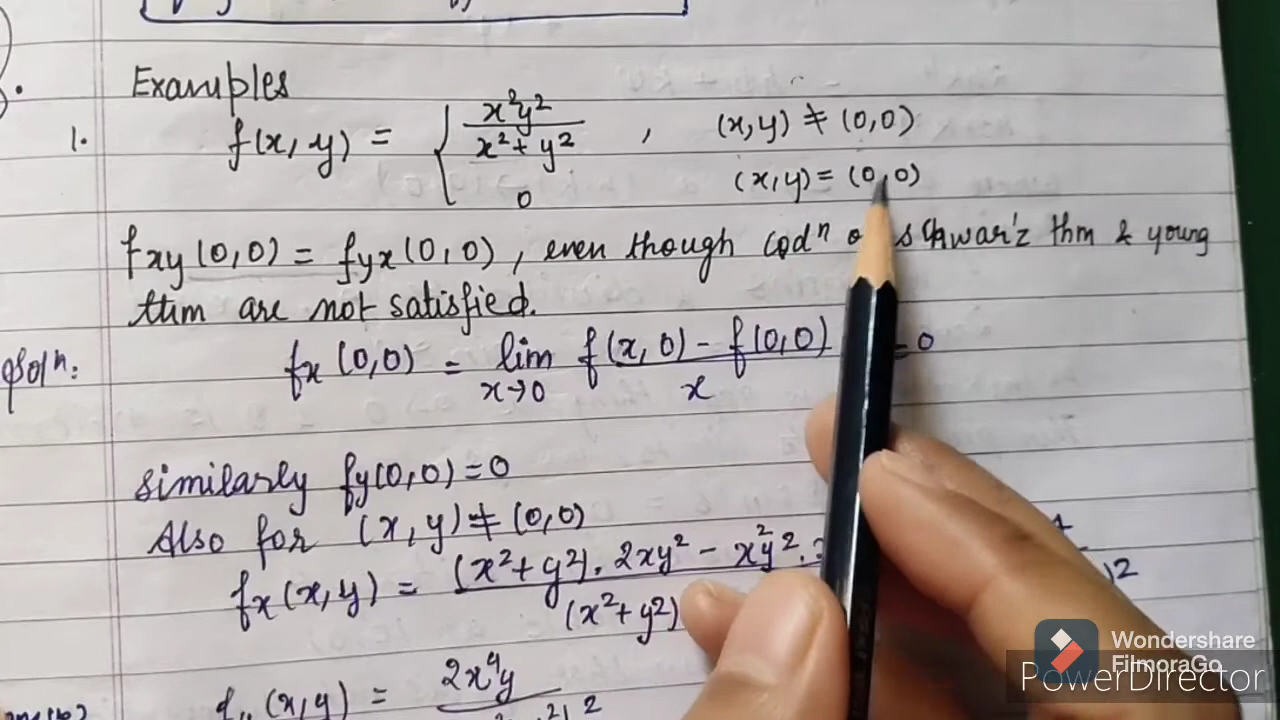 Examples
1. f(x, y) = { x²y² / x² + y² , (x, y) ≠ (0,0)
0 (x,y) = (0,0)
fxy (0,0) = fyx (0,0), even though codⁿ schwar'z thm & young
thm are not satisfied.
Solⁿ: fx (0,0) = lim x→0 f(x, 0) - f(0,0) / x = 0
similarly fy(0,0) = 0
Also for (x, y) ≠ (0,0)
fx (x, y) = (x² + y²). 2xy² - x²y². / (x² + y²) )²
(x, y) = 2x⁴y
Wondershare
FilmoraGo
PowerDirector